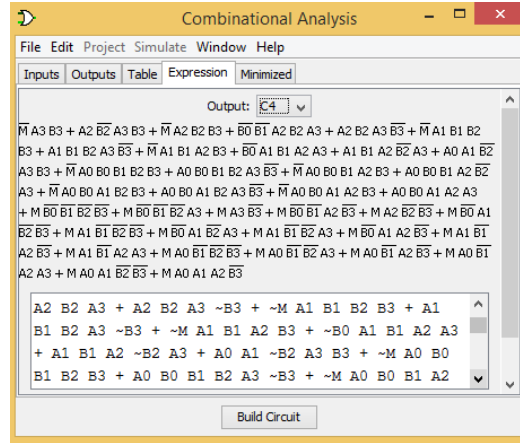 Combinational Analysis
File Edit Project Simulate Window Help
Inputs Outputs Table Expression Minimized
Output: C4
M̅ A3 B3 + A2 B̅2̅ A3 B3 + M̅ A2 B2 B3 + B̅0̅ B̅1̅ A2 B2 A3 + A2 B2 A3 B̅3̅ + M̅ A1 B1 B2
B3 + A1 B1 B2 A3 B̅3̅ + M̅ A1 B1 A2 B3 + B̅0̅ A1 B1 A2 A3 + A1 B1 A2 B̅2̅ A3 + A0 A1 B̅2̅
A3 B3 + M̅ A0 B0 B1 B2 B3 + A0 B0 B1 B2 A3 B̅3̅ + M̅ A0 B0 B1 A2 B3 + A0 B0 B1 A2 B̅2̅
A3 + M̅ A0 B0 A1 B2 B3 + A0 B0 A1 B2 A3 B̅3̅ + M̅ A0 B0 A1 A2 B3 + A0 B0 A1 A2 A3
+ M B̅0̅ B̅1̅ B̅2̅ B̅3̅ + M B̅0̅ B̅1̅ B̅2̅ A3 + M A3 B̅3̅ + M B̅0̅ B̅1̅ A2 B̅3̅ + M A2 B̅2̅ B̅3̅ + M B̅0̅ A1
B̅2̅ B̅3̅ + M A1 B̅1̅ B̅2̅ B̅3̅ + M B̅0̅ A1 B̅2̅ A3 + M A1 B̅1̅ B̅2̅ A3 + M B̅0̅ A1 A2 B̅3̅ + M A1 B̅1̅
A2 B̅3̅ + M A1 B̅1̅ A2 A3 + M A0 B̅1̅ B̅2̅ B̅3̅ + M A0 B̅1̅ B̅2̅ A3 + M A0 B̅1̅ A2 B̅3̅ + M A0 B̅1̅
A2 A3 + M A0 A1 B̅2̅ B̅3̅ + M A0 A1 A2 B̅3̅
A2 B2 A3 + A2 B2 A3 ~B3 + ~M A1 B1 B2 B3 + A1
B1 B2 A3 ~B3 + ~M A1 B1 A2 B3 + ~B0 A1 B1 A2 A3
+ A1 B1 A2 ~B2 A3 + A0 A1 ~B2 A3 B3 + ~M A0 B0
B1 B2 B3 + A0 B0 B1 B2 A3 ~B3 + ~M A0 B0 B1 A2
Build Circuit